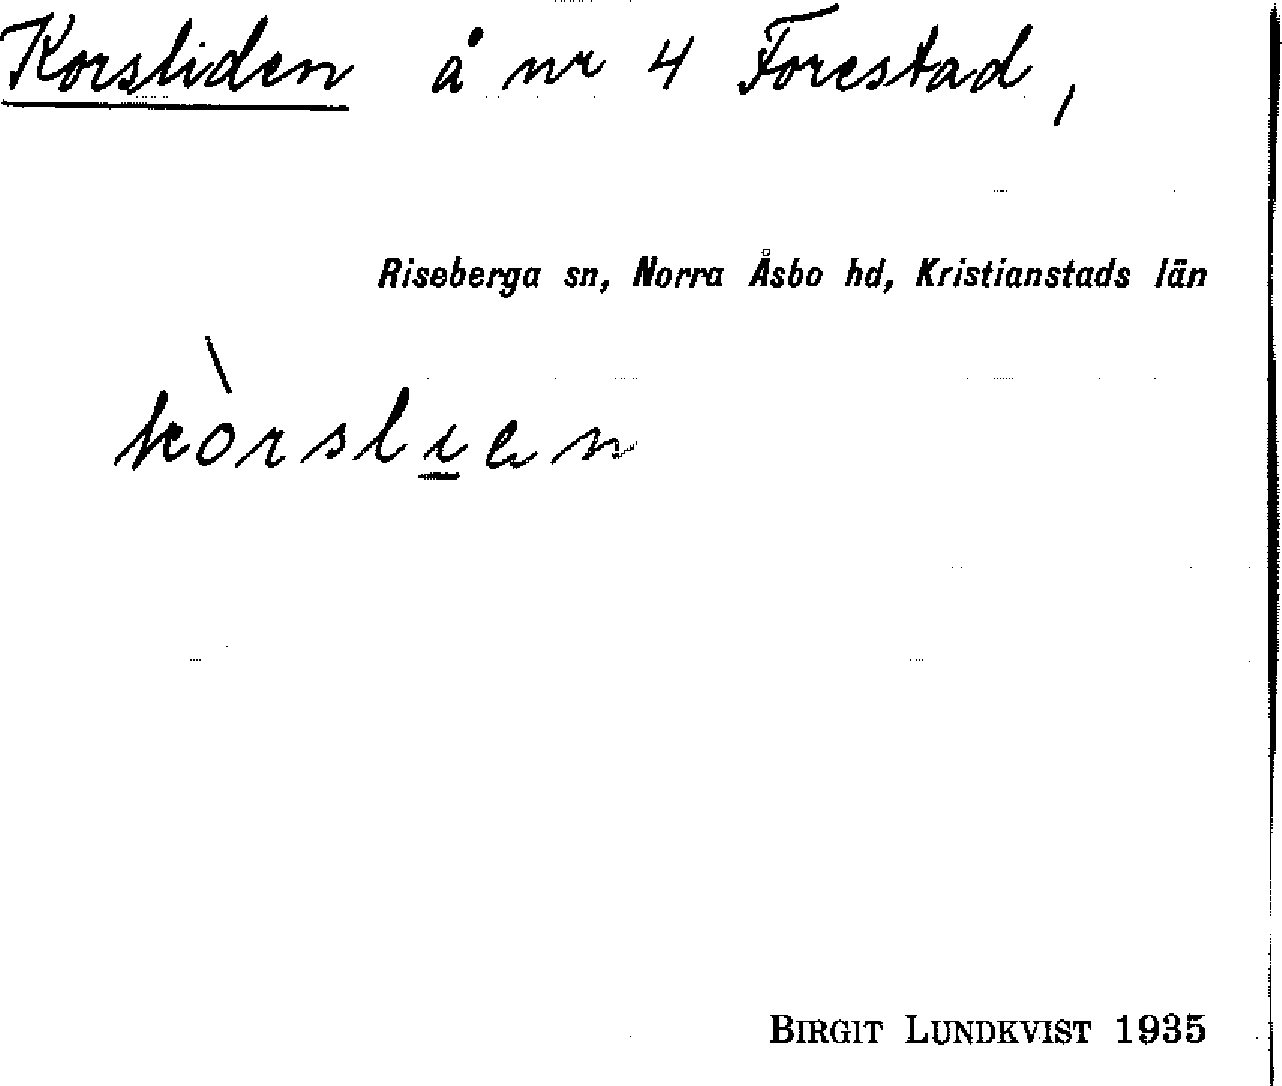 Korsliden å nr 4 Forestad,
Riseberga sn, Norra Åsbo hd, Kristianstads län
kòrsli̲en
BIRGIT LUNDKVIST 1935